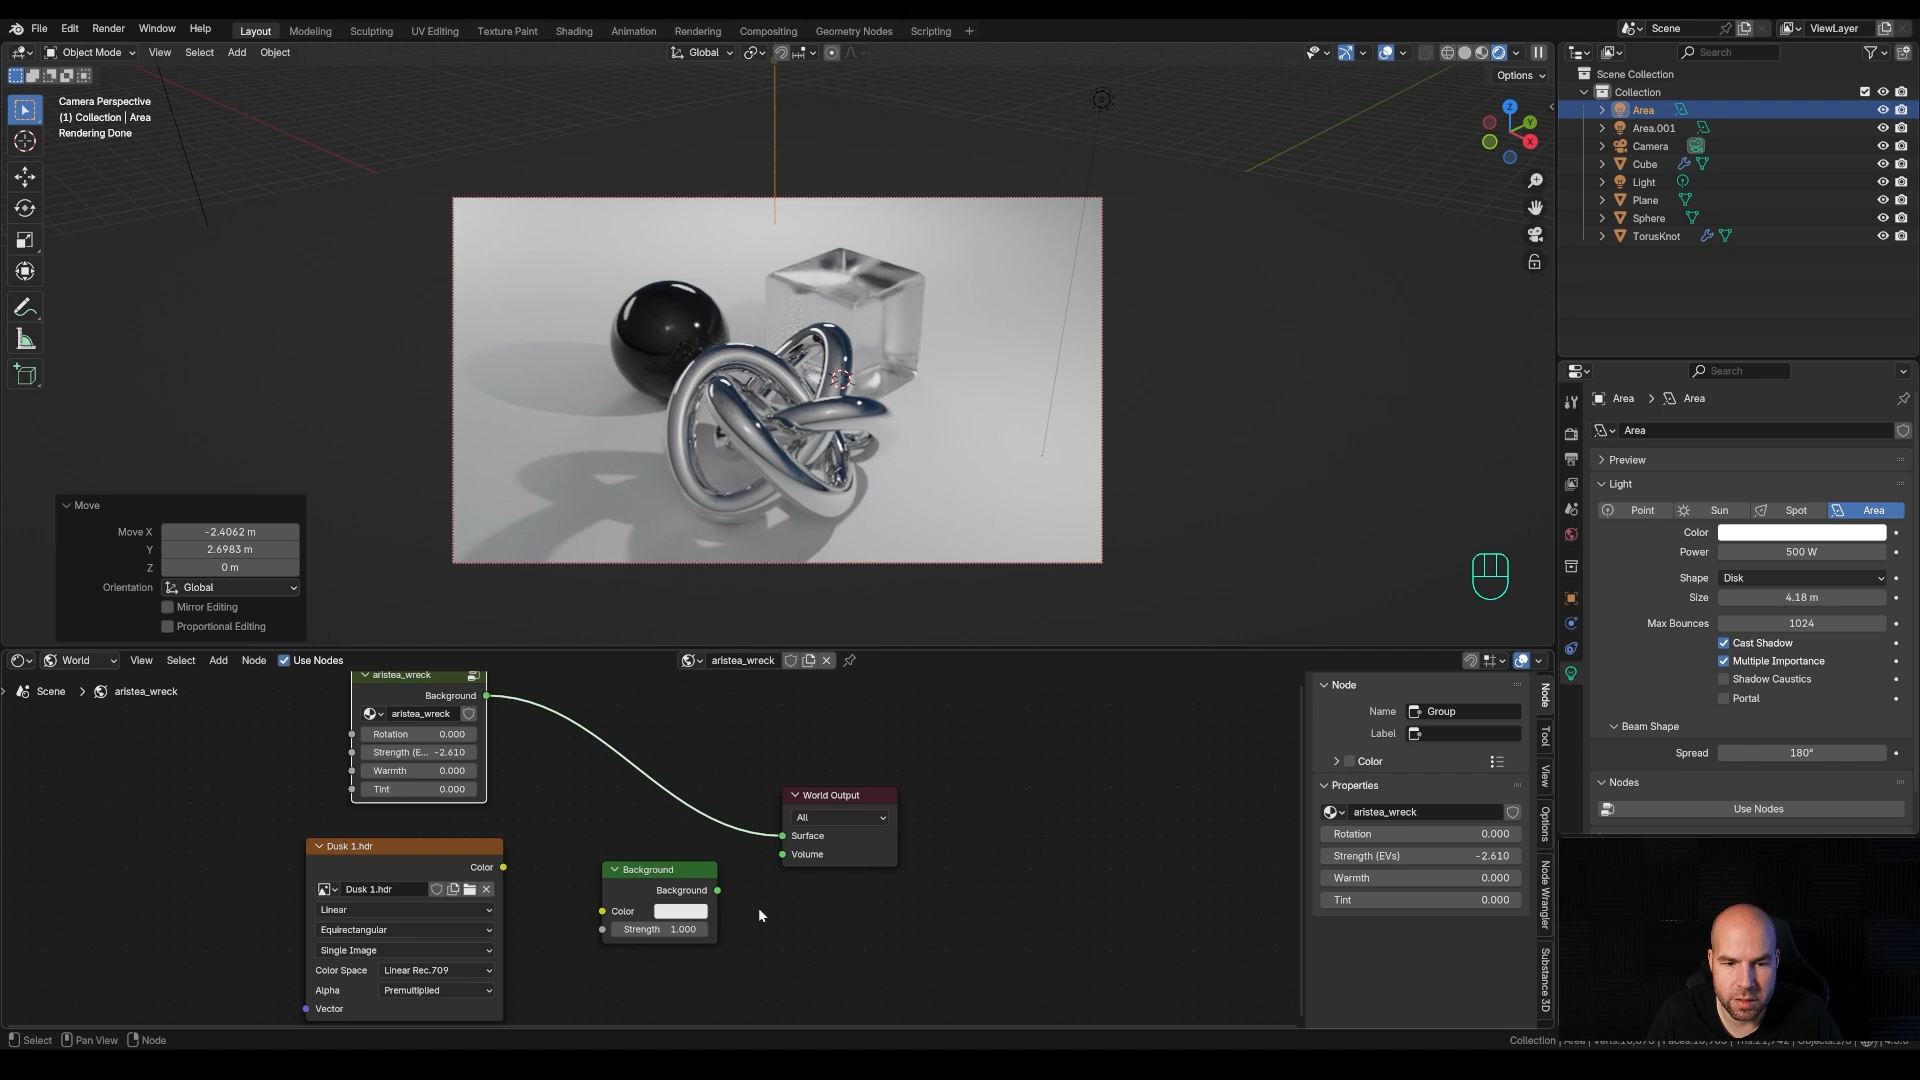 File Edit Render Window Help
Layout Modeling Sculpting UV Editing Texture Paint Shading Animation Rendering Compositing Geometry Nodes Scripting +
Scene
ViewLayer
Object Mode View Select Add Object
Global
Search
Options
Camera Perspective
(1) Collection | Area
Rendering Done
Z
Y
X
Scene Collection
Collection
Area
Area.001
Camera
Cube
Light
Plane
Sphere
TorusKnot
Move
Move X -2.4062 m
Y 2.6983 m
Z 0 m
Orientation Global
Mirror Editing
Proportional Editing
Search
Area > Area
Area
Preview
Light
Point Sun Spot Area
Color
Power 500 W
Shape Disk
Size 4.18 m
Max Bounces 1024
Cast Shadow
Multiple Importance
Shadow Caustics
Portal
Beam Shape
Spread 180°
Nodes
Use Nodes
World View Select Add Node Use Nodes
aristea_wreck
Scene > aristea_wreck
aristea_wreck
Background
aristea_wreck
Rotation 0.000
Strength (E... -2.610
Warmth 0.000
Tint 0.000
Dusk 1.hdr
Color
Dusk 1.hdr
Linear
Equirectangular
Single Image
Color Space Linear Rec.709
Alpha Premultiplied
Vector
Background
Background
Color
Strength 1.000
World Output
All
Surface
Volume
Node
Name Group
Label
Color
Properties
aristea_wreck
Rotation 0.000
Strength (EVs) -2.610
Warmth 0.000
Tint 0.000
Node
Tool
View
Options
Node Wrangler
Substance 3D
Select Pan View Node
Collection